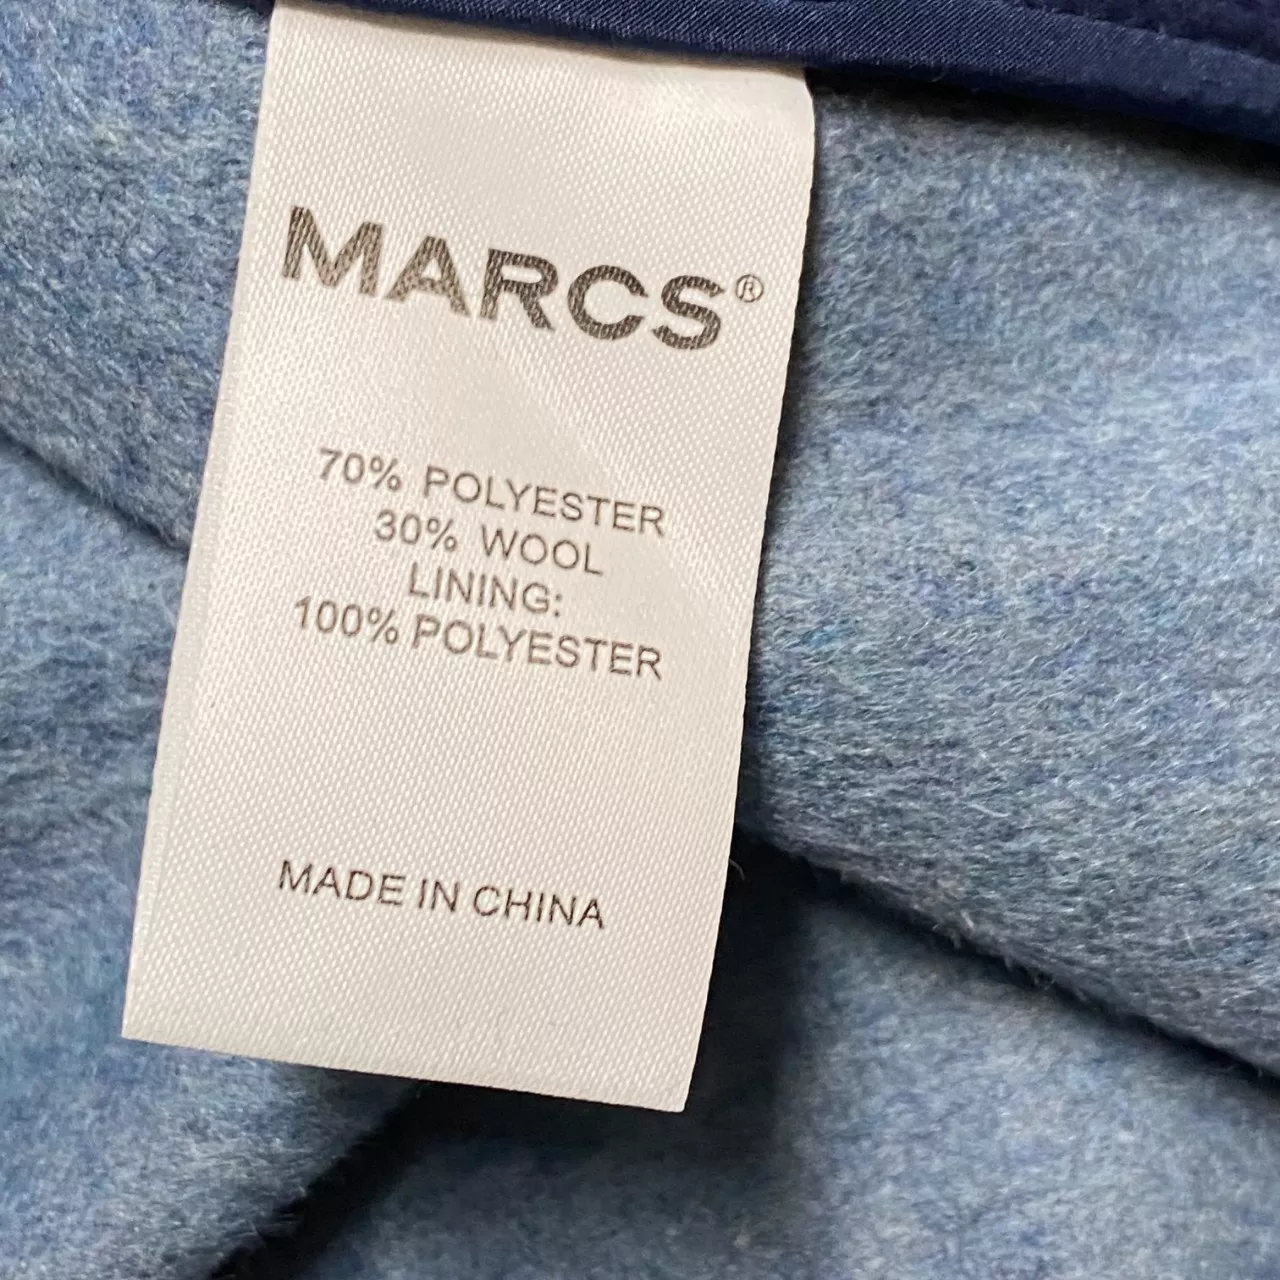 MARCS®
70% POLYESTER
30% WOOL
LINING:
100% POLYESTER
MADE IN CHINA